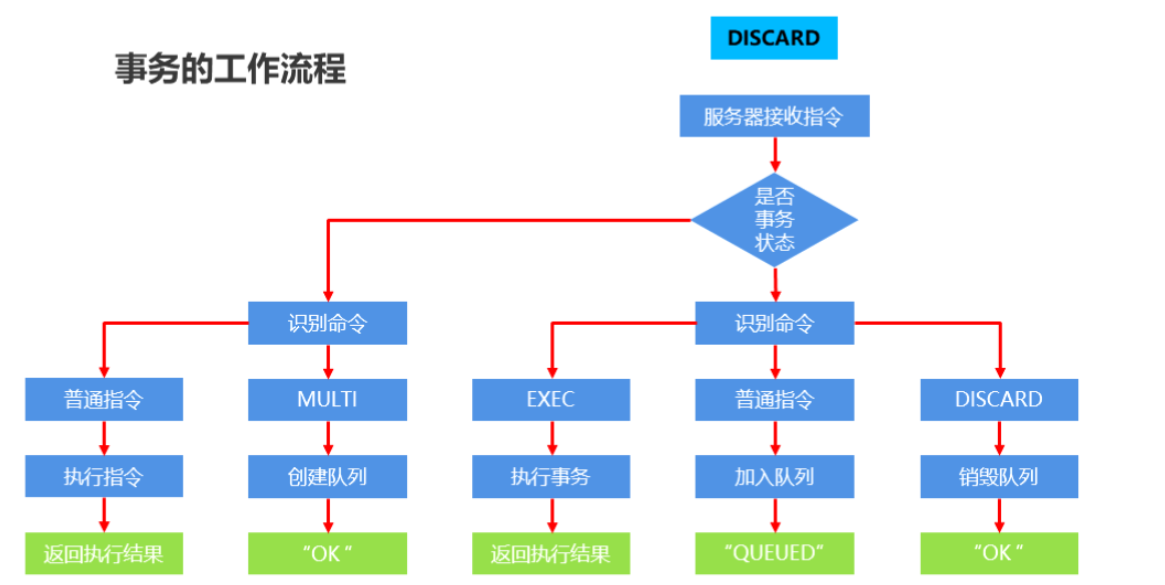 DISCARD
事务的工作流程
服务器接收指令
是否
事务
状态
识别命令
识别命令
普通指令
MULTI
EXEC
普通指令
DISCARD
执行指令
创建队列
执行事务
加入队列
销毁队列
返回执行结果
“OK ”
返回执行结果
“QUEUED”
“OK ”